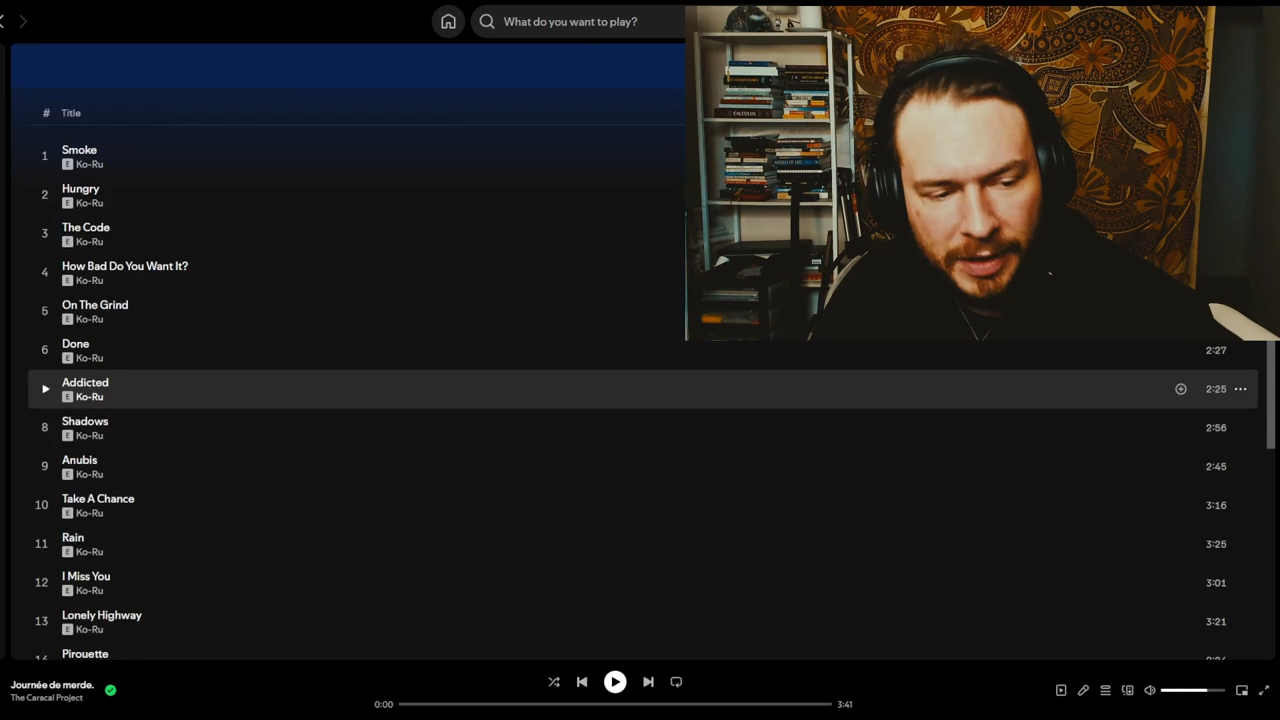 What do you want to play?
# Title
1 Smoke
E Ko-Ru
2 Hungry
E Ko-Ru
3 The Code
E Ko-Ru
4 How Bad Do You Want It?
E Ko-Ru
5 On The Grind
E Ko-Ru
6 Done 2:27
E Ko-Ru
Addicted 2:25
E Ko-Ru
8 Shadows 2:56
E Ko-Ru
9 Anubis 2:45
E Ko-Ru
10 Take A Chance 3:16
E Ko-Ru
11 Rain 3:25
E Ko-Ru
12 I Miss You 3:01
E Ko-Ru
13 Lonely Highway 3:21
E Ko-Ru
14 Pirouette
Journée de merde.
The Caracal Project
0:00 3:41
CALCULUS